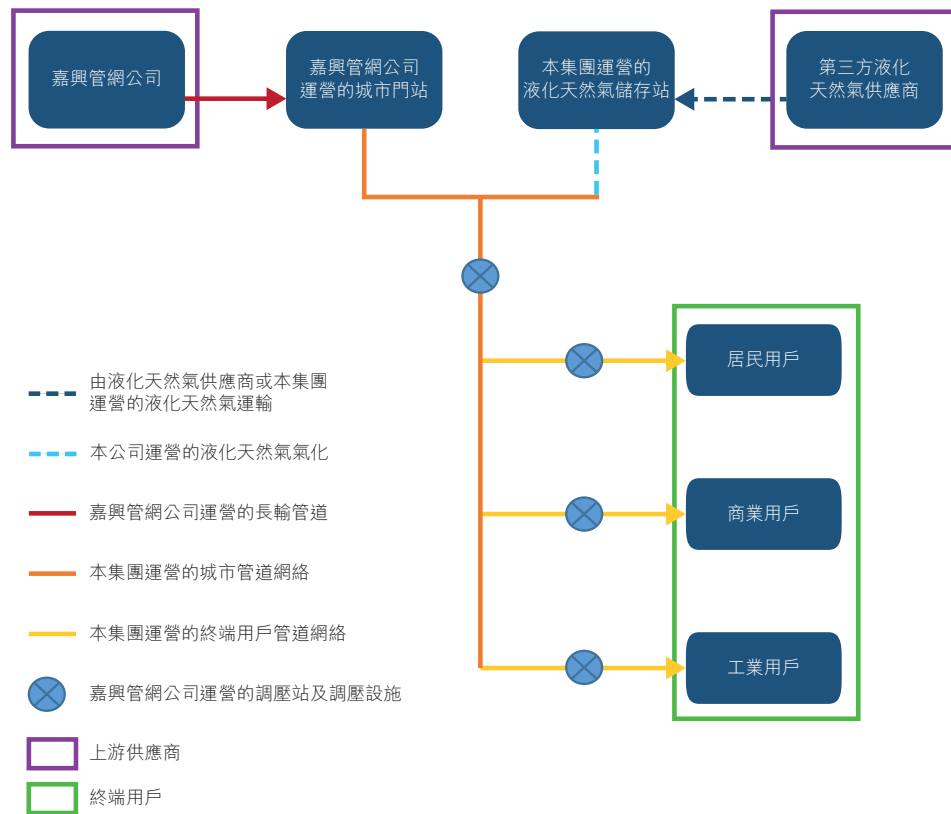 嘉興管網公司
嘉興管網公司
運營的城市門站
本集團運營的
液化天然氣儲存站
第三方液化
天然氣供應商
居民用戶
商業用戶
工業用戶
由液化天然氣供應商或本集團
運營的液化天然氣運輸
本公司運營的液化天然氣氣化
嘉興管網公司運營的長輸管道
本集團運營的城市管道網絡
本集團運營的終端用戶管道網絡
嘉興管網公司運營的調壓站及調壓設施
上游供應商
終端用戶